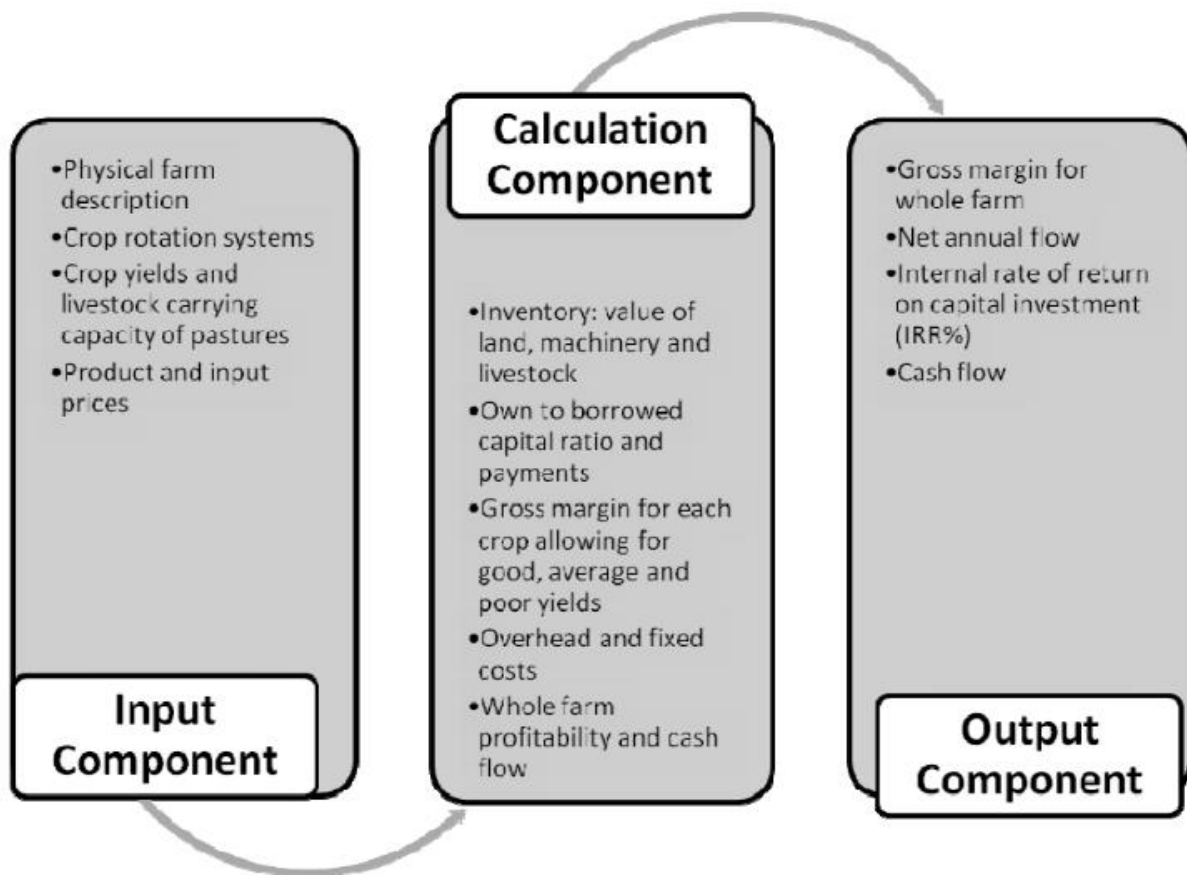 •Physical farm
description
•Crop rotation systems
•Crop yields and
livestock carrying
capacity of pastures
•Product and input
prices
Input
Component
Calculation
Component
•Inventory: value of
land, machinery and
livestock
•Own to borrowed
capital ratio and
payments
•Gross margin for each
crop allowing for
good, average and
poor yields
•Overhead and fixed
costs
•Whole farm
profitability and cash
flow
•Gross margin for
whole farm
•Net annual flow
•Internal rate of return
on capital investment
(IRR%)
•Cash flow
Output
Component